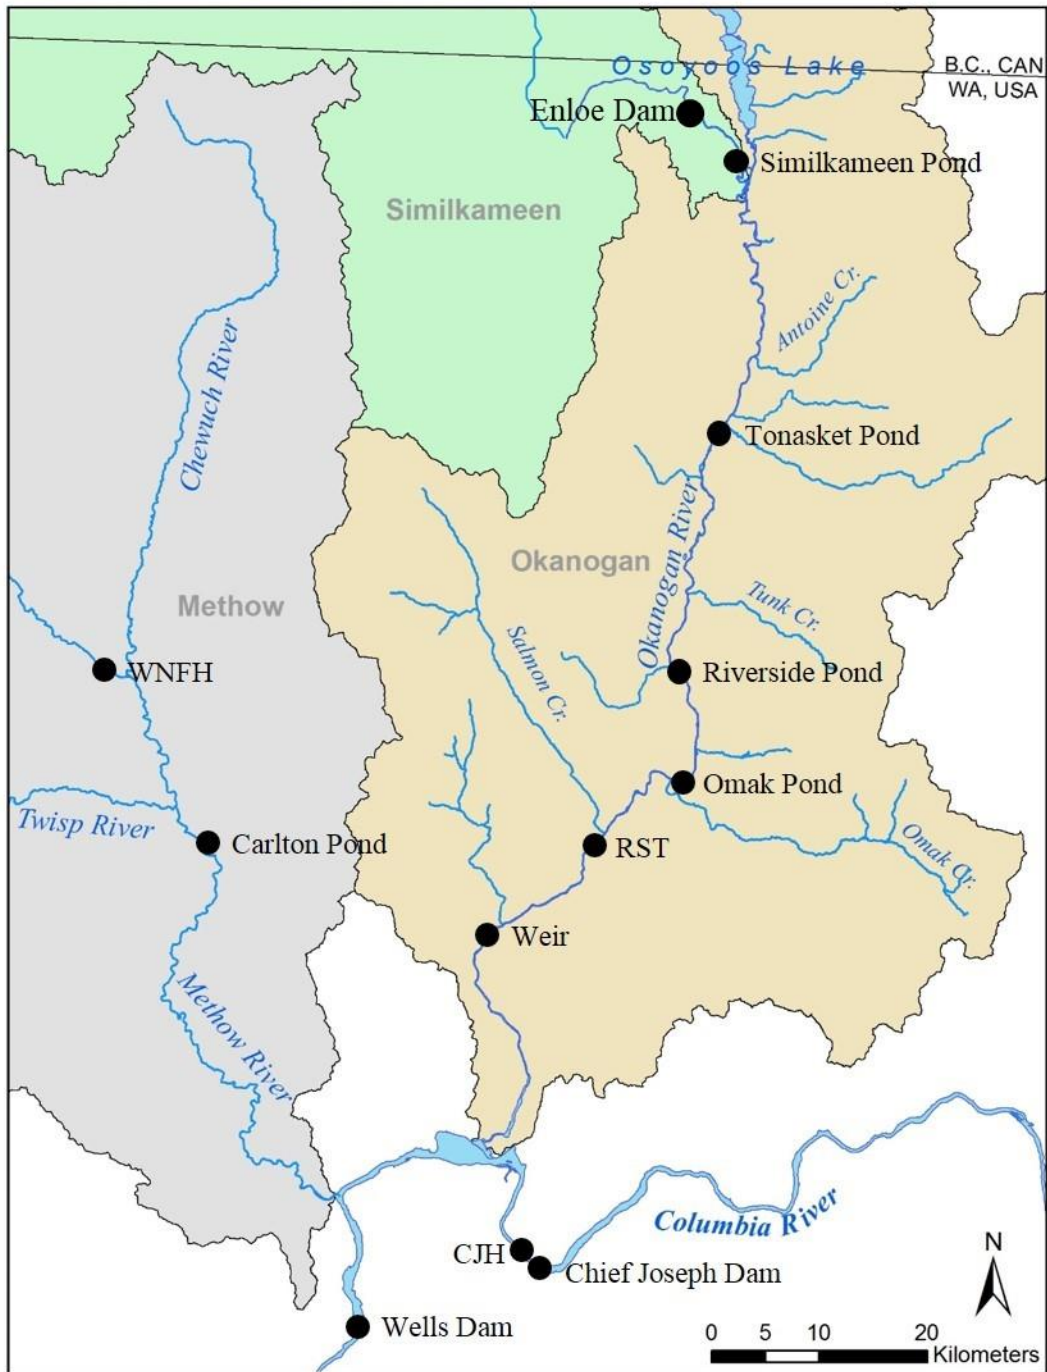 Osoyoos Lake
B.C., CAN
WA, USA
Enloe Dam
Similkameen Pond
Similkameen
Antoine Cr.
Chewuch River
Tonasket Pond
Okanogan River
Okanogan
Methow
Tunk Cr.
Salmon Cr.
WNFH
Riverside Pond
Omak Pond
Twisp River
Carlton Pond
RST
Omak Cr.
Weir
Methow River
Columbia River
CJH
Chief Joseph Dam
N
Wells Dam
0 5 10 20
Kilometers